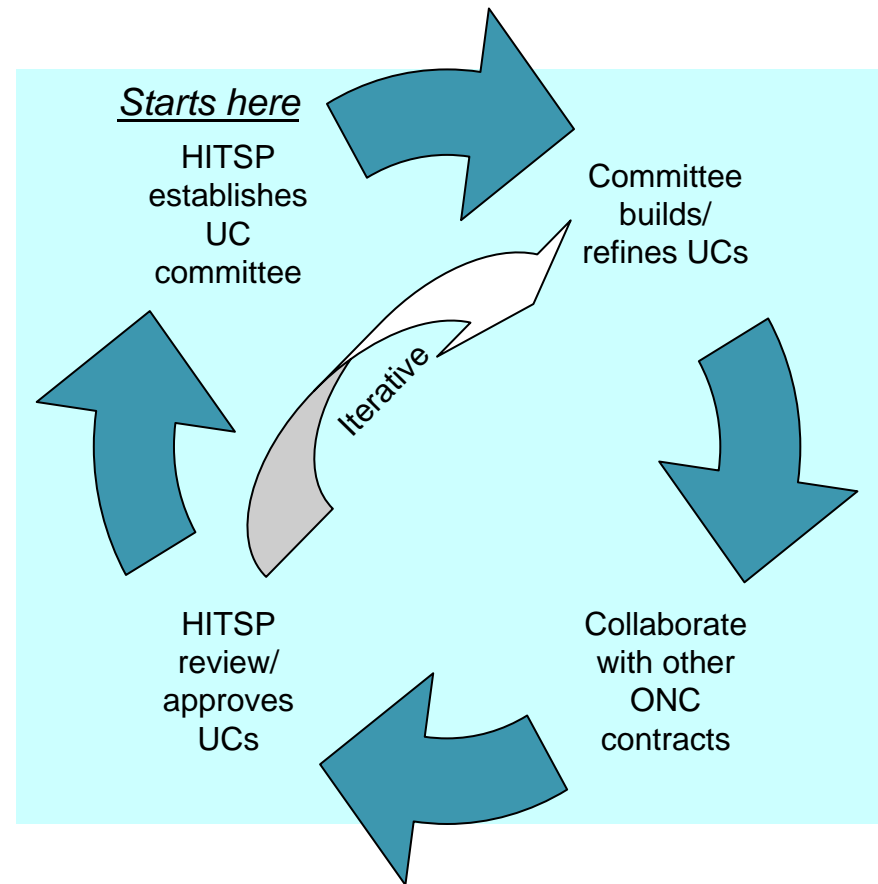 Starts here
HITSP
establishes
UC
committee
Committee
builds/
refines UCs
Iterative
HITSP
review/
approves
UCs
Collaborate
with other
ONC
contracts